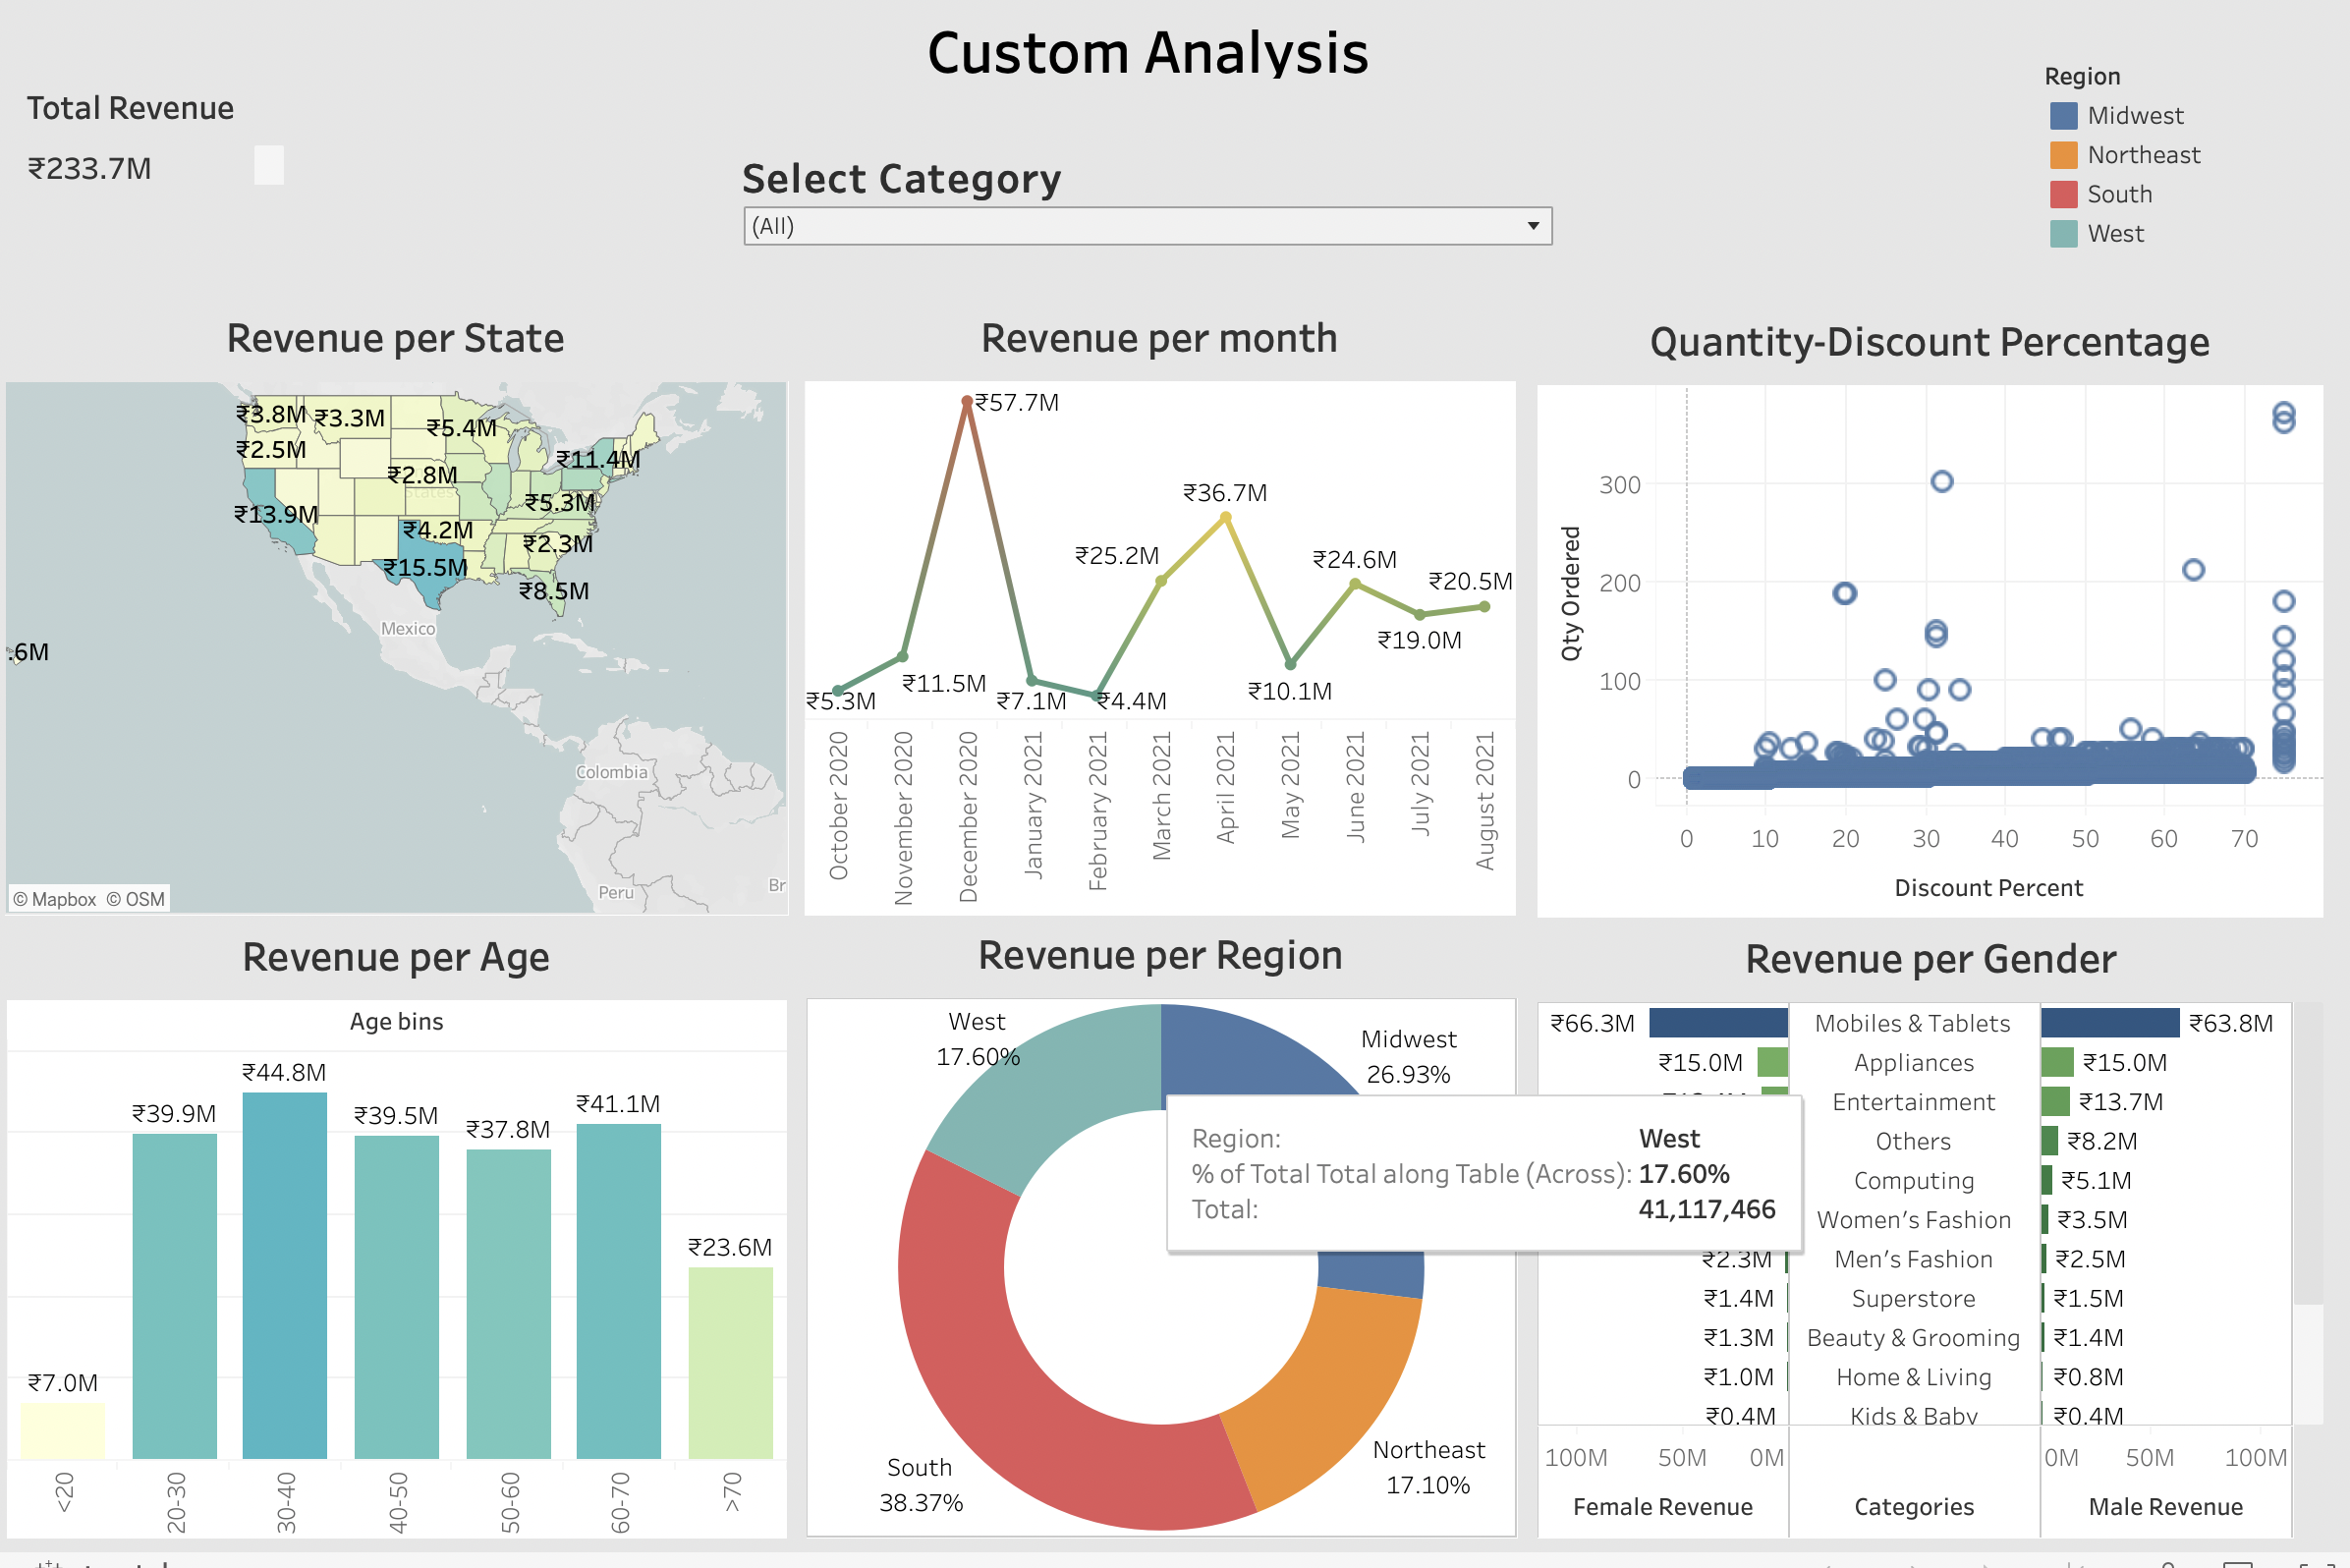 Custom Analysis
Total Revenue
₹233.7M
Select Category
(All)
Region
Midwest
Northeast
South
West
Revenue per State
₹3.8M
₹3.3M
₹5.4M
₹2.5M
₹11.4M
₹2.8M
States
₹5.3M
₹13.9M
₹4.2M
₹2.3M
₹15.5M
₹8.5M
Mexico
.6M
Colombia
Peru
Br
© Mapbox © OSM
Revenue per month
₹57.7M
₹36.7M
₹25.2M
₹24.6M
₹20.5M
₹19.0M
₹11.5M
₹10.1M
₹5.3M
₹7.1M
₹4.4M
October 2020
November 2020
December 2020
January 2021
February 2021
March 2021
April 2021
May 2021
June 2021
July 2021
August 2021
Quantity-Discount Percentage
Qty Ordered
300
200
100
0
0 10 20 30 40 50 60 70
Discount Percent
Revenue per Age
Age bins
₹7.0M
₹39.9M
₹44.8M
₹39.5M
₹37.8M
₹41.1M
₹23.6M
<20
20-30
30-40
40-50
50-60
60-70
>70
Revenue per Region
West
17.60%
Midwest
26.93%
Region: West
% of Total Total along Table (Across): 17.60%
Total: 41,117,466
South
38.37%
Northeast
17.10%
Revenue per Gender
₹66.3M Mobiles & Tablets ₹63.8M
₹15.0M Appliances ₹15.0M
Entertainment ₹13.7M
Others ₹8.2M
Computing ₹5.1M
Women's Fashion ₹3.5M
₹2.3M Men's Fashion ₹2.5M
₹1.4M Superstore ₹1.5M
₹1.3M Beauty & Grooming ₹1.4M
₹1.0M Home & Living ₹0.8M
₹0.4M Kids & Baby ₹0.4M
100M 50M 0M 0M 50M 100M
Female Revenue Categories Male Revenue